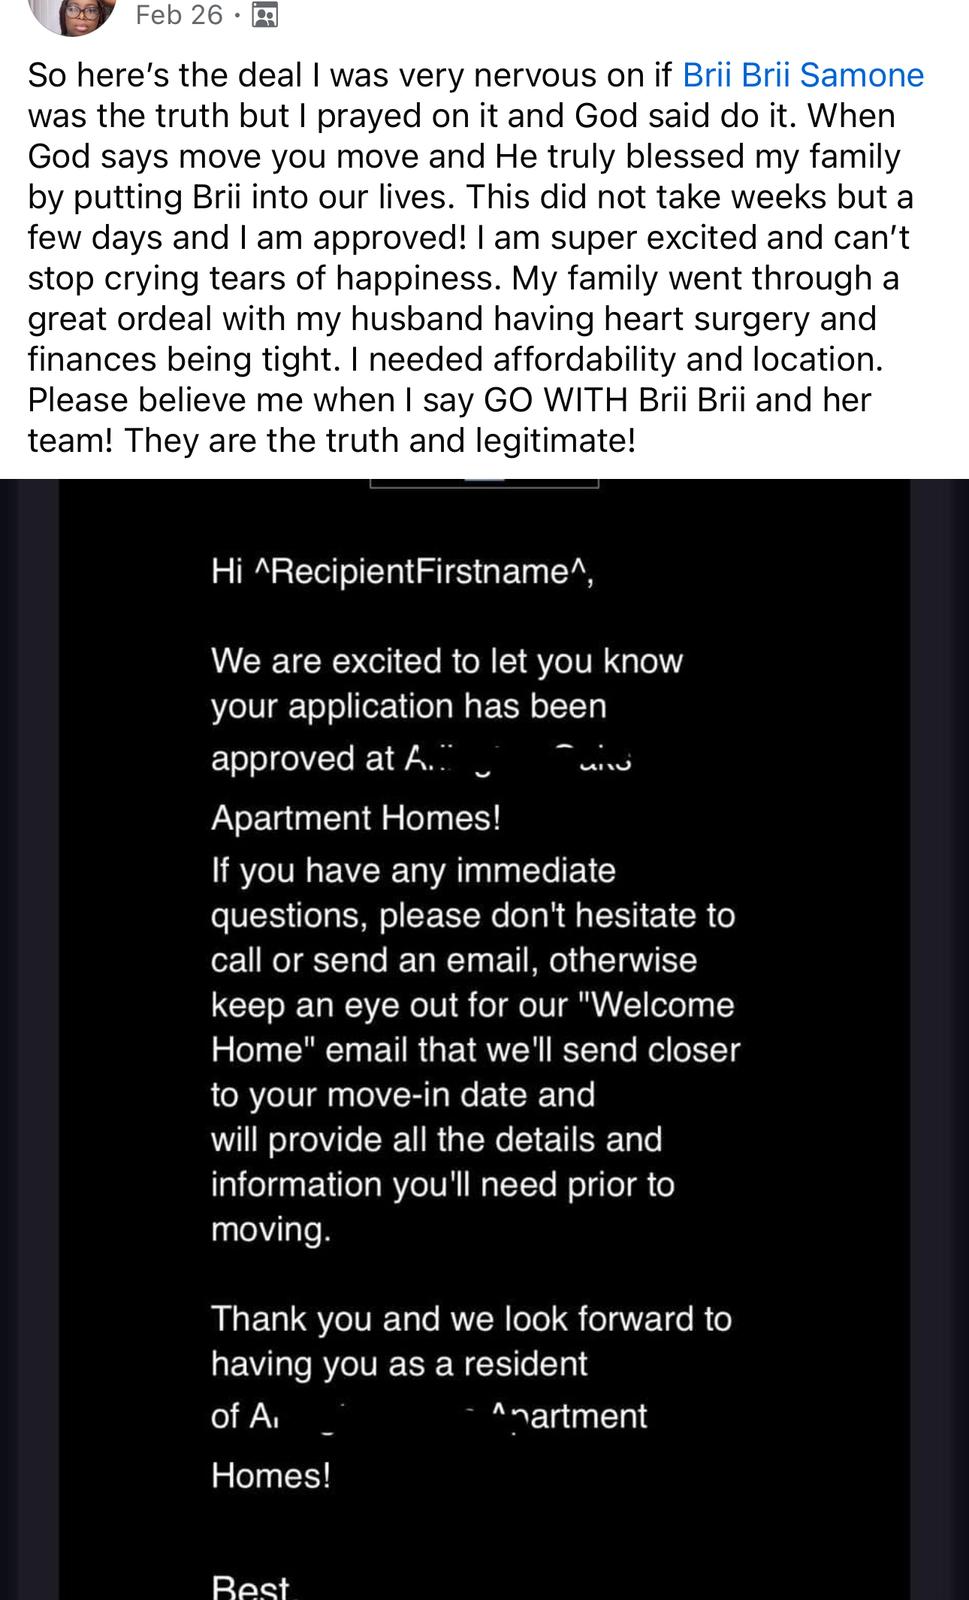 Feb 26 ·
So here’s the deal I was very nervous on if Brii Brii Samone
was the truth but I prayed on it and God said do it. When
God says move you move and He truly blessed my family
by putting Brii into our lives. This did not take weeks but a
few days and I am approved! I am super excited and can’t
stop crying tears of happiness. My family went through a
great ordeal with my husband having heart surgery and
finances being tight. I needed affordability and location.
Please believe me when I say GO WITH Brii Brii and her
team! They are the truth and legitimate!
Hi ^RecipientFirstname^,
We are excited to let you know
your application has been
approved at
Apartment Homes!
If you have any immediate
questions, please don't hesitate to
call or send an email, otherwise
keep an eye out for our "Welcome
Home" email that we'll send closer
to your move-in date and
will provide all the details and
information you'll need prior to
moving.
Thank you and we look forward to
having you as a resident
of Apartment
Homes!
Best,